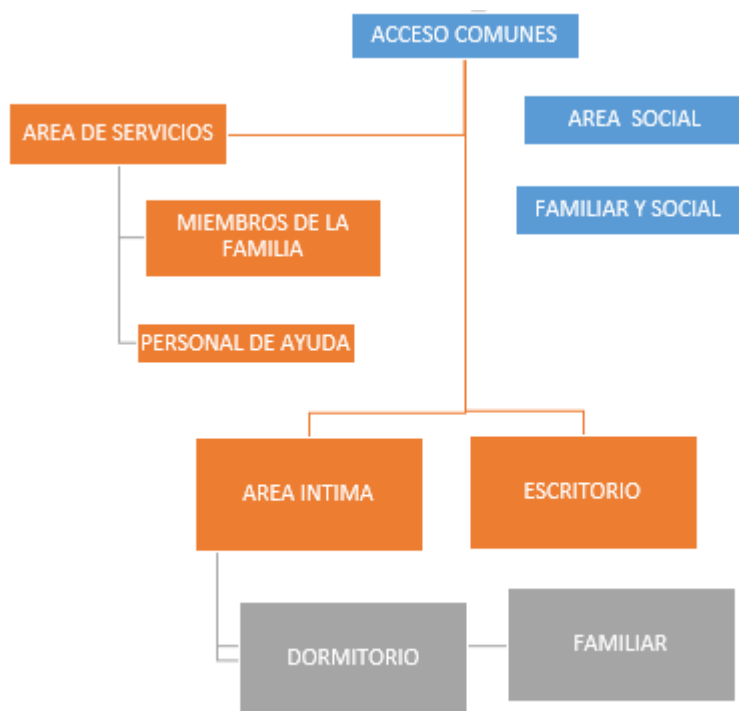 ACCESO COMUNES
AREA DE SERVICIOS
AREA SOCIAL
FAMILIAR Y SOCIAL
MIEMBROS DE LA
FAMILIA
PERSONAL DE AYUDA
AREA INTIMA
ESCRITORIO
DORMITORIO
FAMILIAR